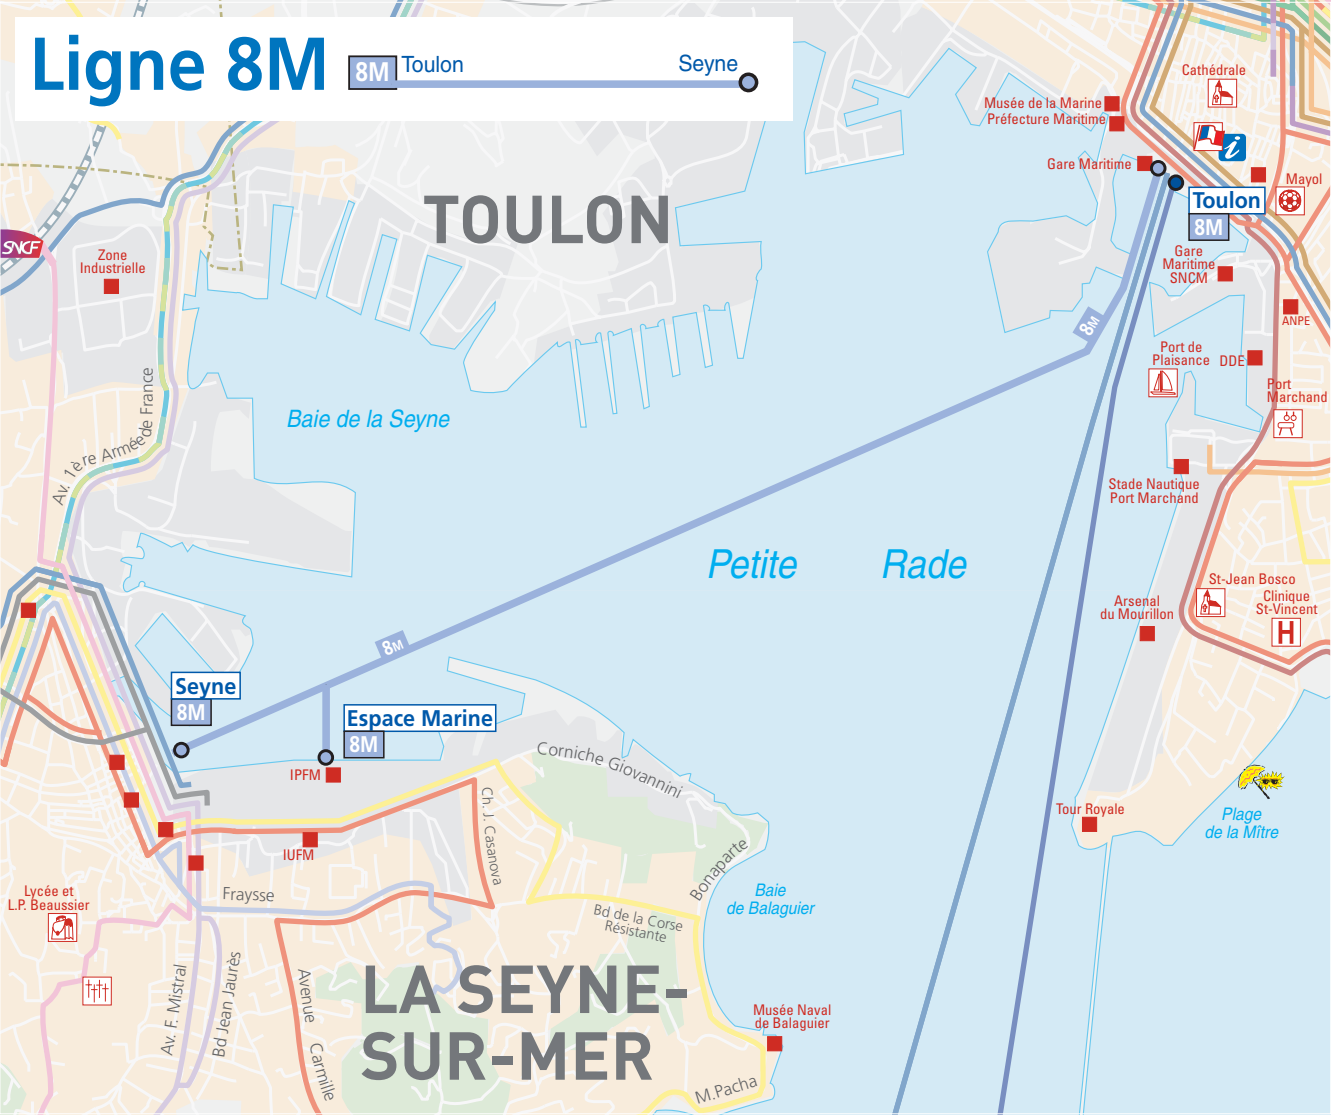 Ligne 8M
8M Toulon Seyne
Cathédrale
Musée de la Marine
Préfecture Maritime
Gare Maritime
i
Mayol
TOULON
Toulon
8M
SNCF
Zone
Industrielle
Gare
Maritime
SNCM
ANPE
8M
Port de
Plaisance
DDE
Port
Marchand
Av. 1ère Armée de France
Baie de la Seyne
Stade Nautique
Port Marchand
Petite Rade
St-Jean Bosco
Clinique
St-Vincent
H
Arsenal
du Mourillon
8M
Seyne
8M
Espace Marine
8M
IPFM
Corniche Giovannini
Ch. J. Casanova
Tour Royale
Plage
de la Mître
IUFM
Bonaparte
Lycée et
L.P. Beaussier
Fraysse
Baie
de Balaguier
Bd de la Corse
Résistante
Av. F. Mistral
Bd Jean Jaurès
Avenue Carmille
LA SEYNE-
SUR-MER
Musée Naval
de Balaguier
M.Pacha